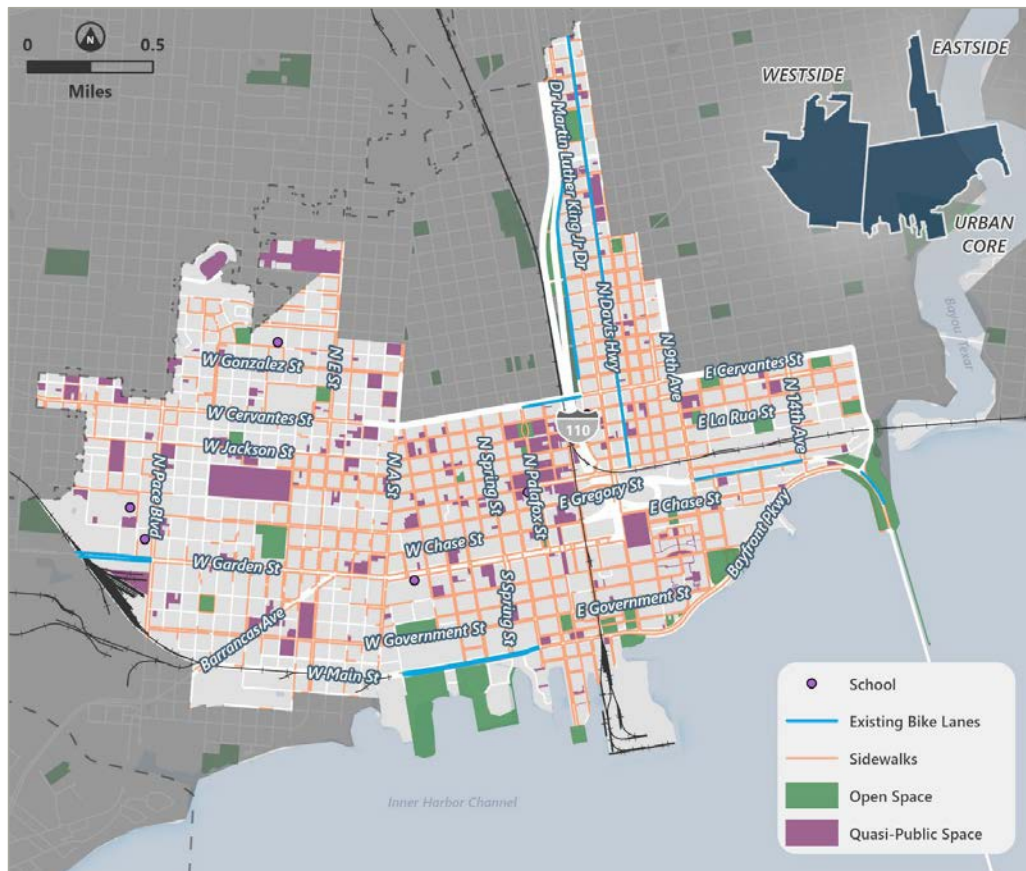 N
0 0.5
Miles
EASTSIDE
WESTSIDE
URBAN
CORE
Bayou Texar
Dr Martin Luther King Jr Dr
N Davis Hwy
N 9th Ave
E Cervantes St
N 14th Ave
E La Rua St
W Gonzalez St
N E St
W Cervantes St
W Jackson St
N A St
N Spring St
N Palafox St
110
E Gregory St
E Chase St
N Pace Blvd
W Chase St
W Garden St
Bayfront Pkwy
S Spring St
E Government St
W Government St
Barrancas Ave
W Main St
Inner Harbor Channel
School
Existing Bike Lanes
Sidewalks
Open Space
Quasi-Public Space